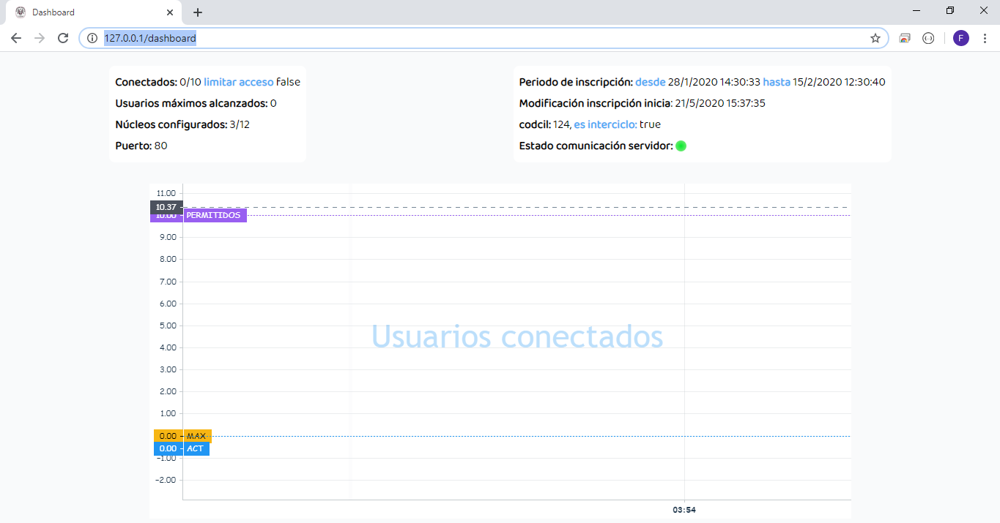 Dashboard
127.0.0.1/dashboard
F
Conectados: 0/10 limitar acceso false
Usuarios máximos alcanzados: 0
Núcleos configurados: 3/12
Puerto: 80
Periodo de inscripción: desde 28/1/2020 14:30:33 hasta 15/2/2020 12:30:40
Modificación inscripción inicia: 21/5/2020 15:37:35
codcil: 124, es interciclo: true
Estado comunicación servidor:
11.00
10.37
10.00 PERMITIDOS
9.00
8.00
7.00
6.00
5.00
Usuarios conectados
4.00
3.00
2.00
1.00
0.00 MAX
0.00 ACT
−1.00
−2.00
03:54